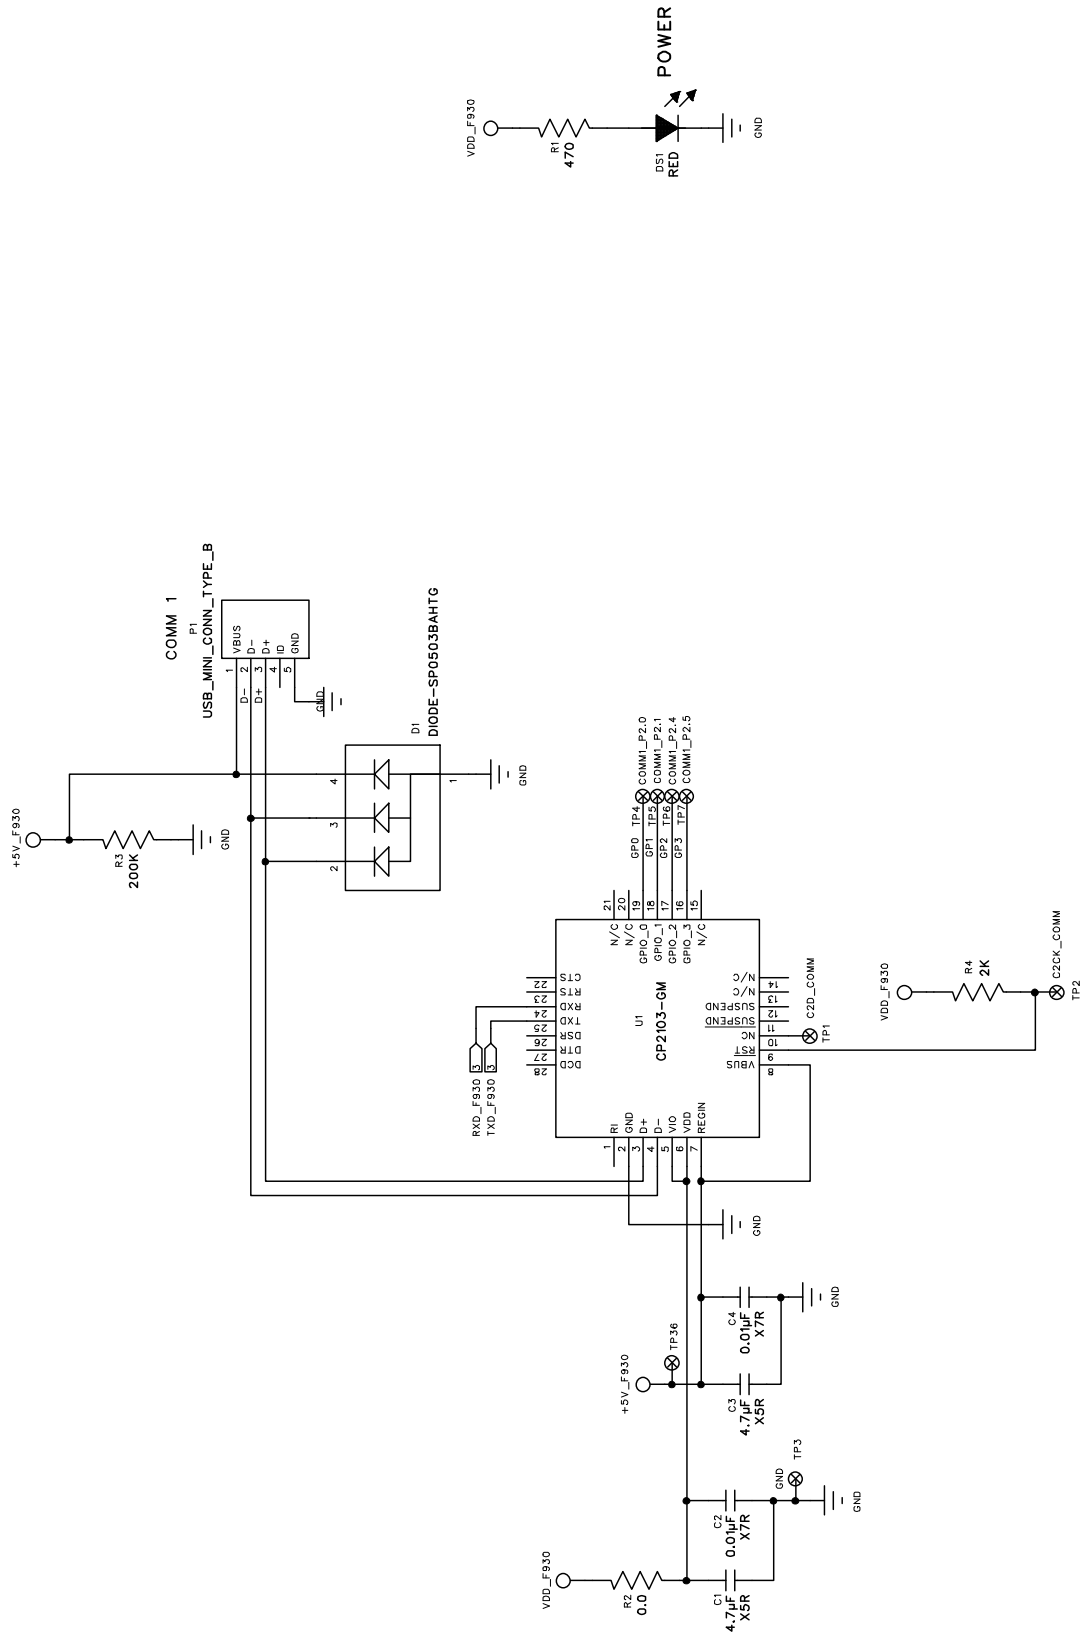 VDD_F930
R1
470
DS1
RED
POWER
GND
COMM 1
P1
USB_MINI_CONN_TYPE_B
VBUS
D-
D+
ID
GND
1
2
3
4
5
D-
D+
GND
+5V_F930
R3
200K
GND
D1
DIODE-SP0503BAHTG
4
3
2
1
GND
RXD_F930
TXD_F930
3
3
22
23
24
25
26
27
28
CTS
RTS
RXD
TXD
DSR
DTR
DCD
21
20
19
18
17
16
15
N/C
N/C
GPIO_0
GPIO_1
GPIO_2
GPIO_3
N/C
GP0
GP1
GP2
GP3
TP4
TP5
TP6
TP7
COMM1_P2.0
COMM1_P2.1
COMM1_P2.4
COMM1_P2.5
U1
CP2103-GM
N/C
N/C
SUSPEND
SUSPEND
NC
RST
VBUS
14
13
12
11
10
9
8
C2D_COMM
TP1
VDD_F930
R4
2K
C2CK_COMM
TP2
RI
GND
D+
D-
VIO
VDD
REGIN
1
2
3
4
5
6
7
GND
+5V_F930
TP36
C4
0.01µF
X7R
C3
4.7µF
X5R
GND
VDD_F930
R2
0.0
C2
0.01µF
X7R
C1
4.7µF
X5R
GND
TP3
GND